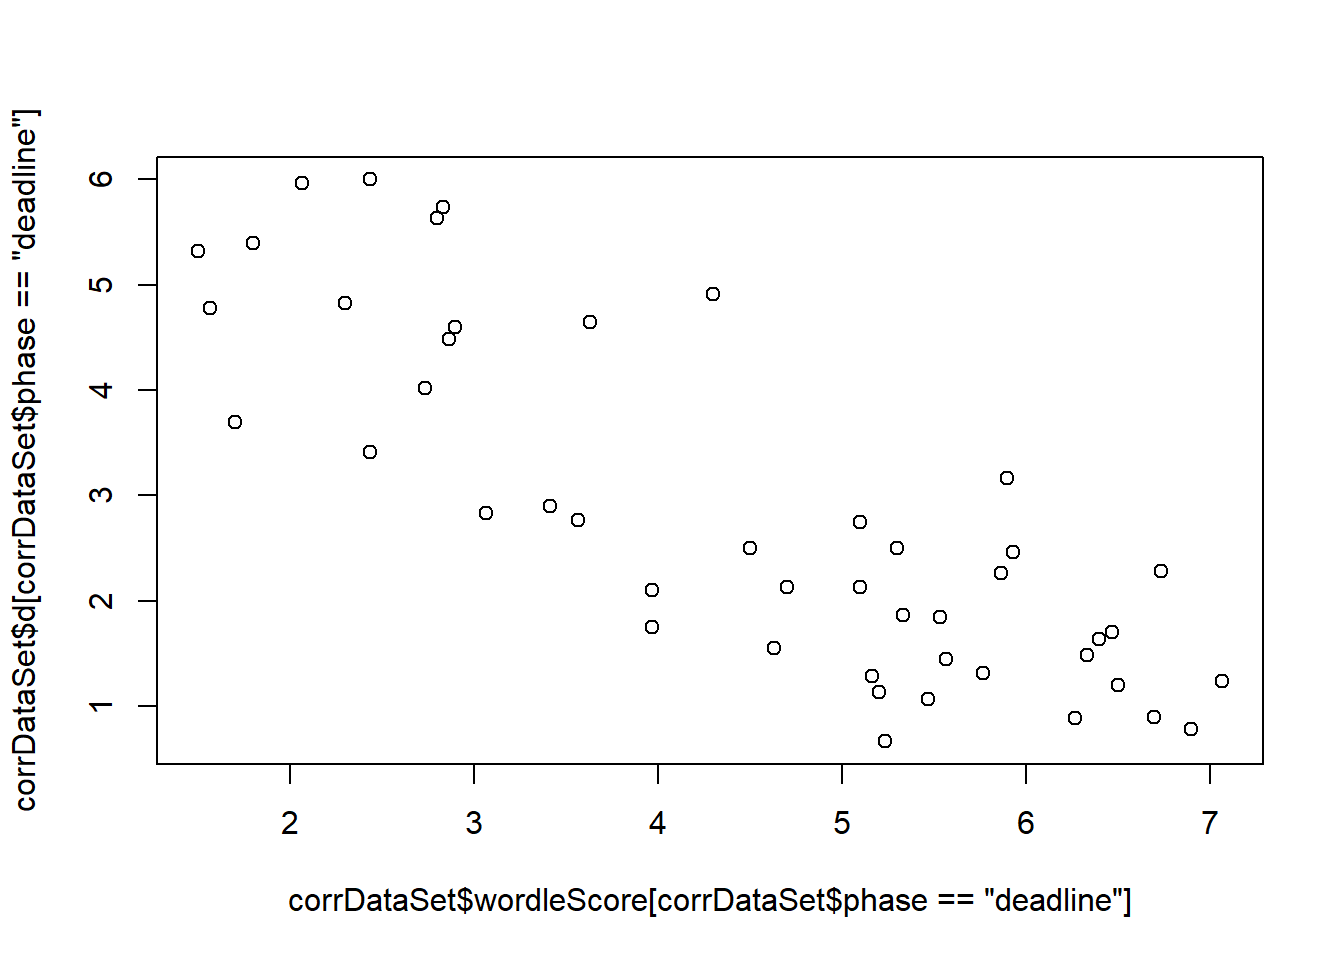 corrDataSet$d[corrDataSet$phase == "deadline"]
6
5
4
3
2
1
2 3 4 5 6 7
corrDataSet$wordleScore[corrDataSet$phase == "deadline"]